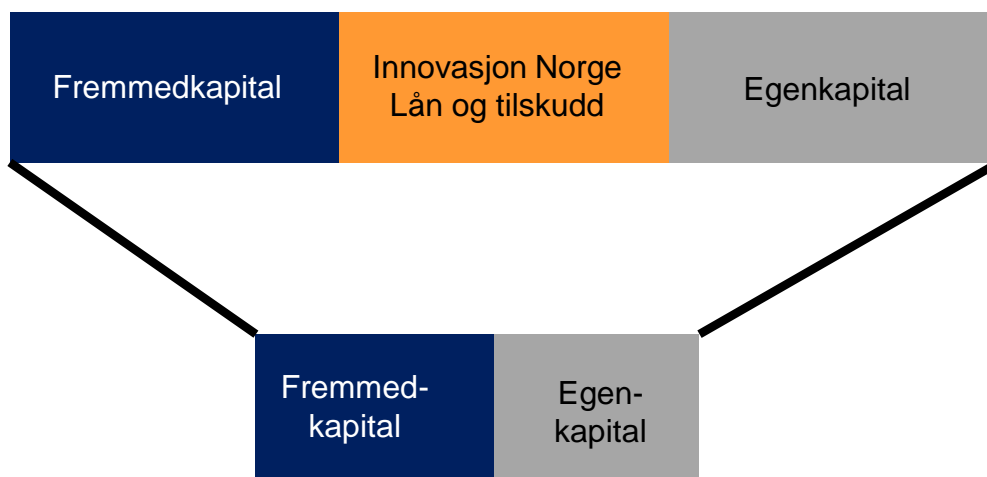 Fremmedkapital
Innovasjon Norge
Lån og tilskudd
Egenkapital
Fremmed-
kapital
Egen-
kapital